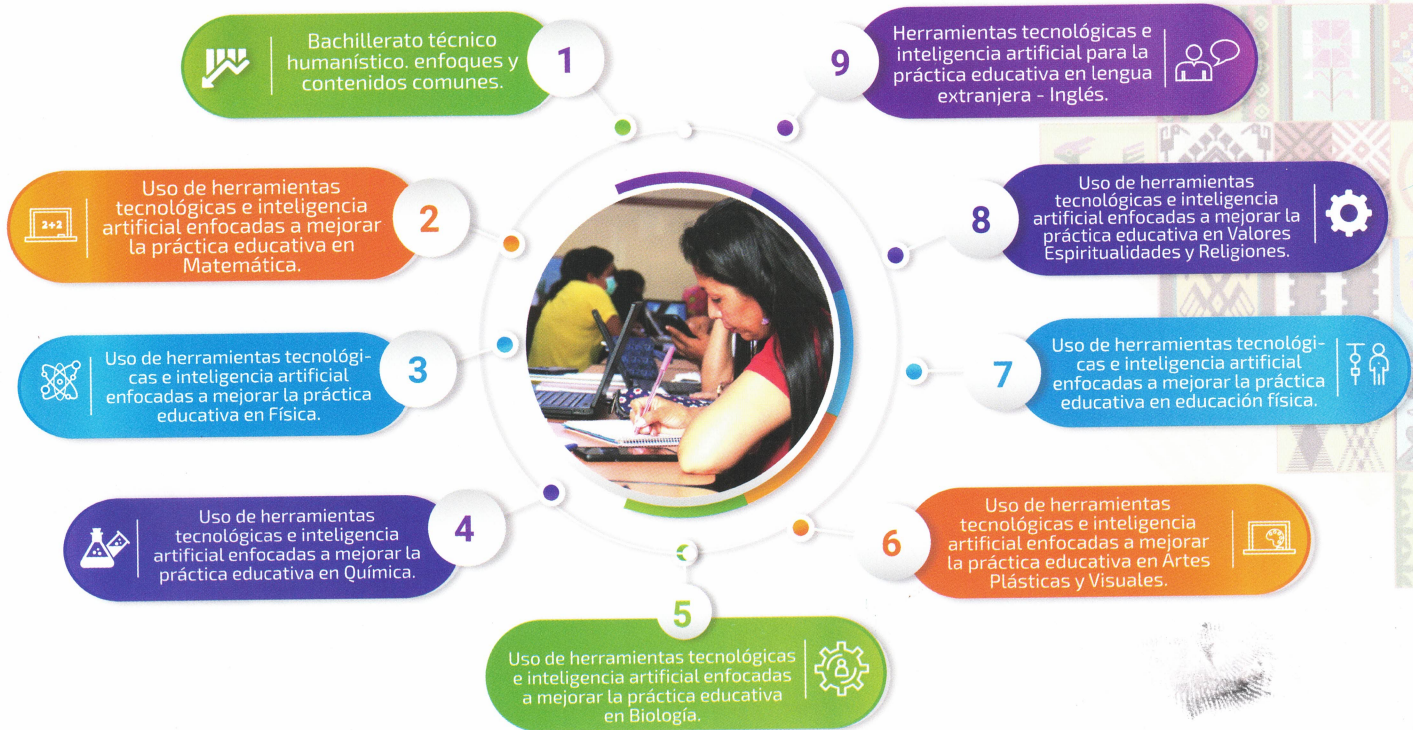 1
Bachillerato técnico
humanístico. enfoques y
contenidos comunes.
2
2+2
Uso de herramientas
tecnológicas e inteligencia
artificial enfocadas a mejorar
la práctica educativa en
Matemática.
3
Uso de herramientas tecnológi-
cas e inteligencia artificial
enfocadas a mejorar la práctica
educativa en Física.
4
Uso de herramientas
tecnológicas e inteligencia
artificial enfocadas a mejorar la
práctica educativa en Química.
5
Uso de herramientas tecnológicas
e inteligencia artificial enfocadas
a mejorar la práctica educativa
en Biología.
6
Uso de herramientas
tecnológicas e inteligencia
artificial enfocadas a mejorar
la práctica educativa en Artes
Plásticas y Visuales.
7
Uso de herramientas tecnológi-
cas e inteligencia artificial
enfocadas a mejorar la práctica
educativa en educación física.
8
Uso de herramientas
tecnológicas e inteligencia
artificial enfocadas a mejorar la
práctica educativa en Valores
Espiritualidades y Religiones.
9
Herramientas tecnológicas e
inteligencia artificial para la
práctica educativa en lengua
extranjera - Inglés.